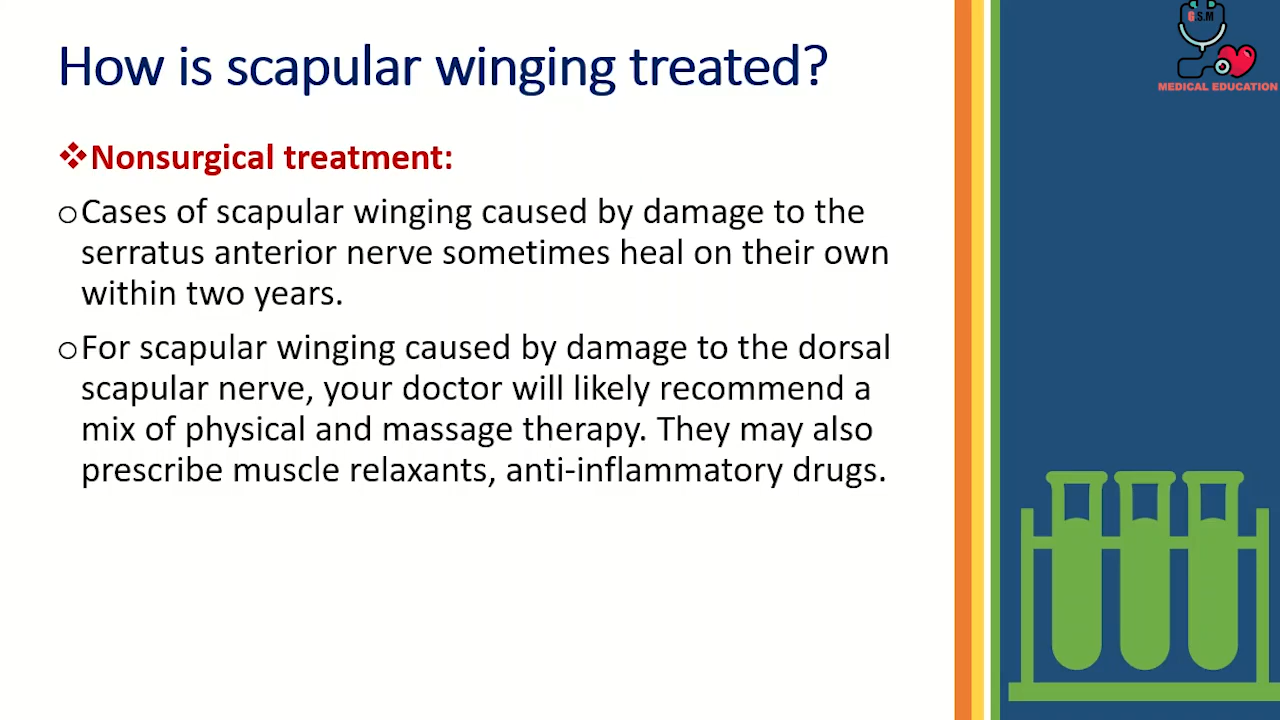 G.S.M
MEDICAL EDUCATION
How is scapular winging treated?
❖Nonsurgical treatment:
oCases of scapular winging caused by damage to the
serratus anterior nerve sometimes heal on their own
within two years.
oFor scapular winging caused by damage to the dorsal
scapular nerve, your doctor will likely recommend a
mix of physical and massage therapy. They may also
prescribe muscle relaxants, anti-inflammatory drugs.